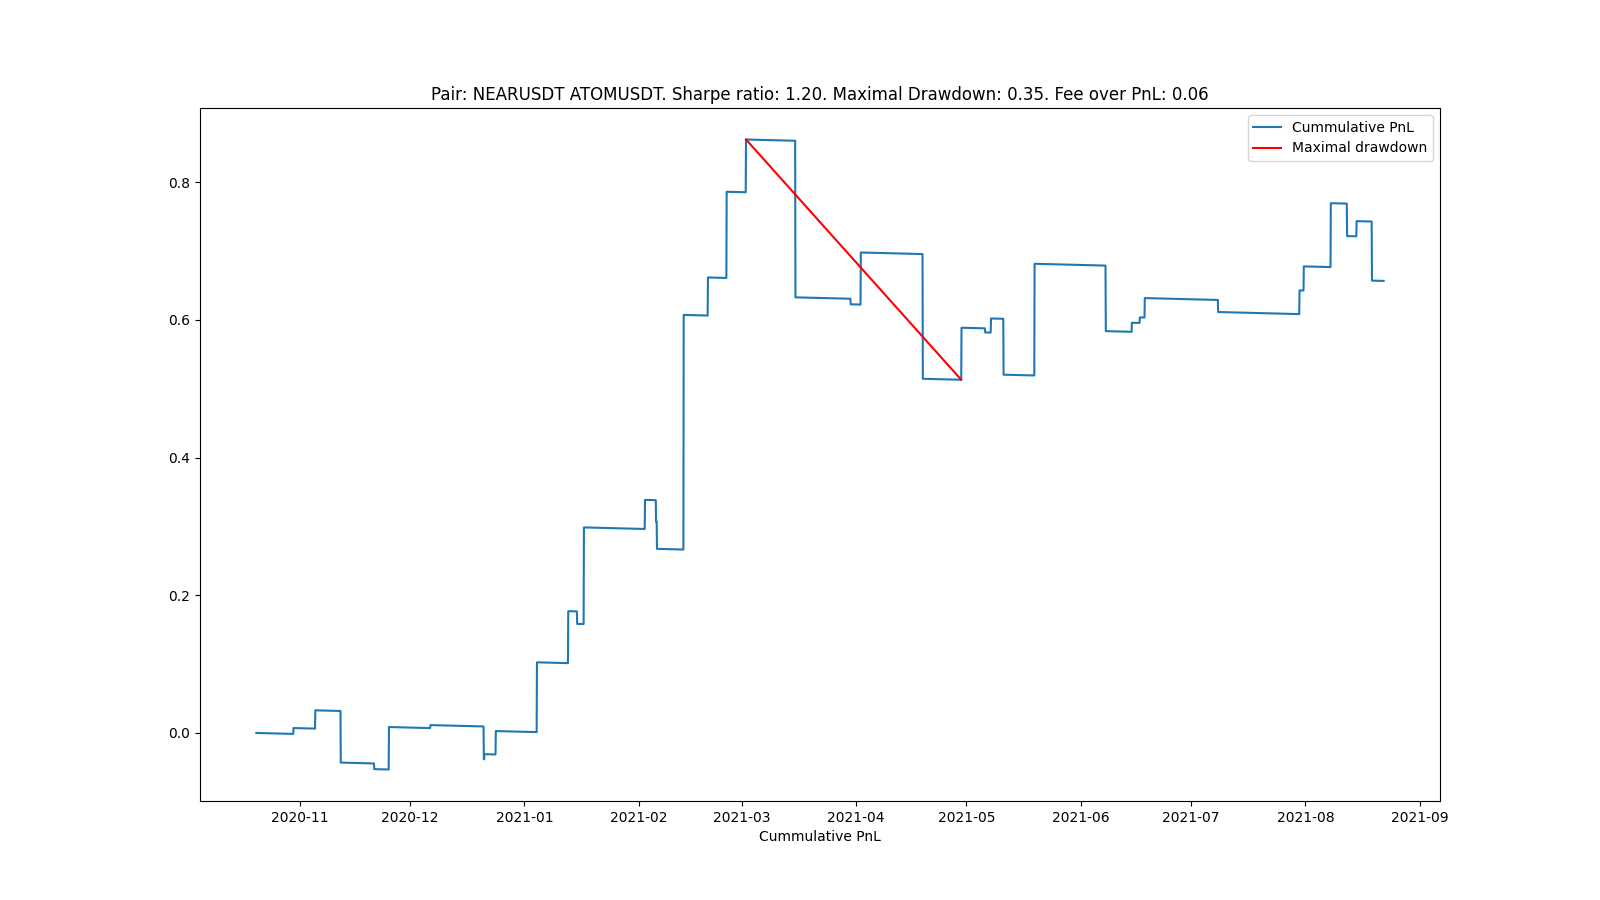 Pair: NEARUSDT ATOMUSDT. Sharpe ratio: 1.20. Maximal Drawdown: 0.35. Fee over PnL: 0.06
Cummulative PnL
Maximal drawdown
0.8
0.6
0.4
0.2
0.0
2020-11 2020-12 2021-01 2021-02 2021-03 2021-04 2021-05 2021-06 2021-07 2021-08 2021-09
Cummulative PnL